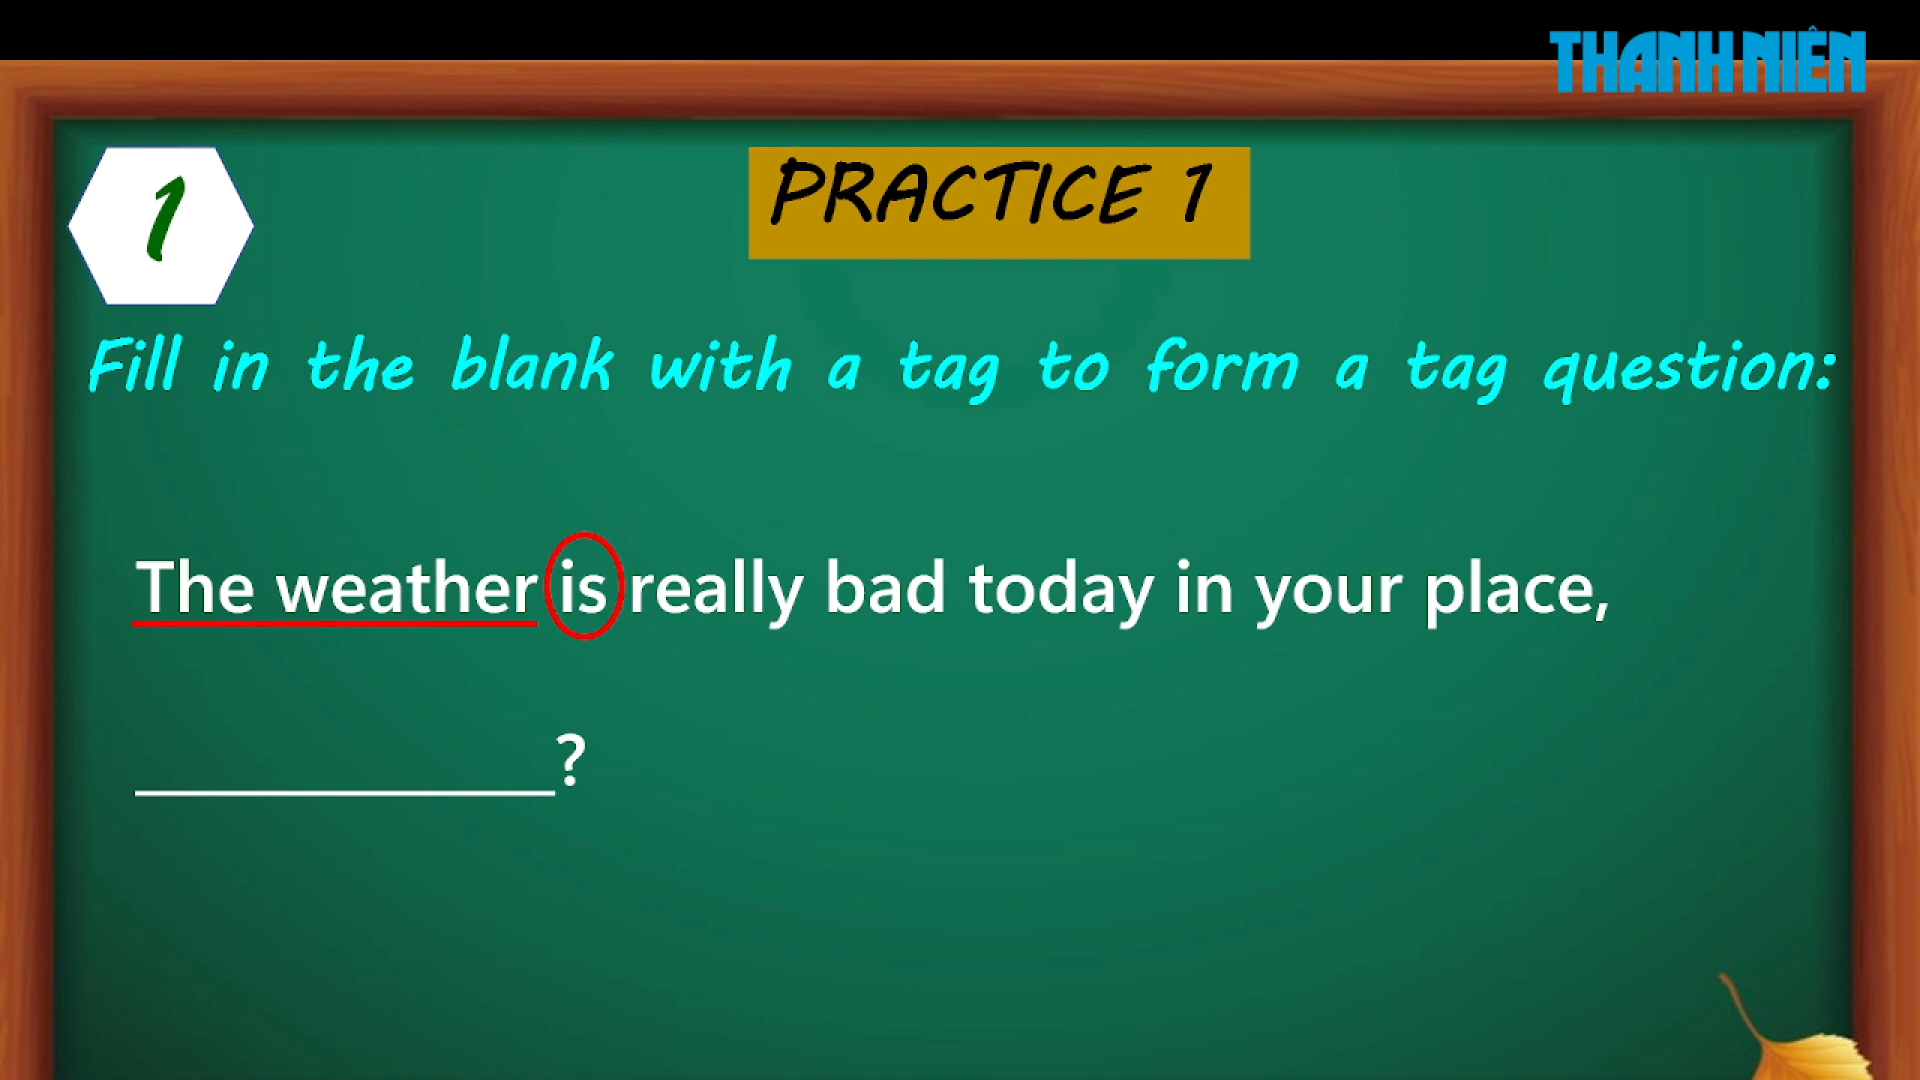 THANH NIÊN
1
PRACTICE 1
Fill in the blank with a tag to form a tag question:
The weather is really bad today in your place,
____________?